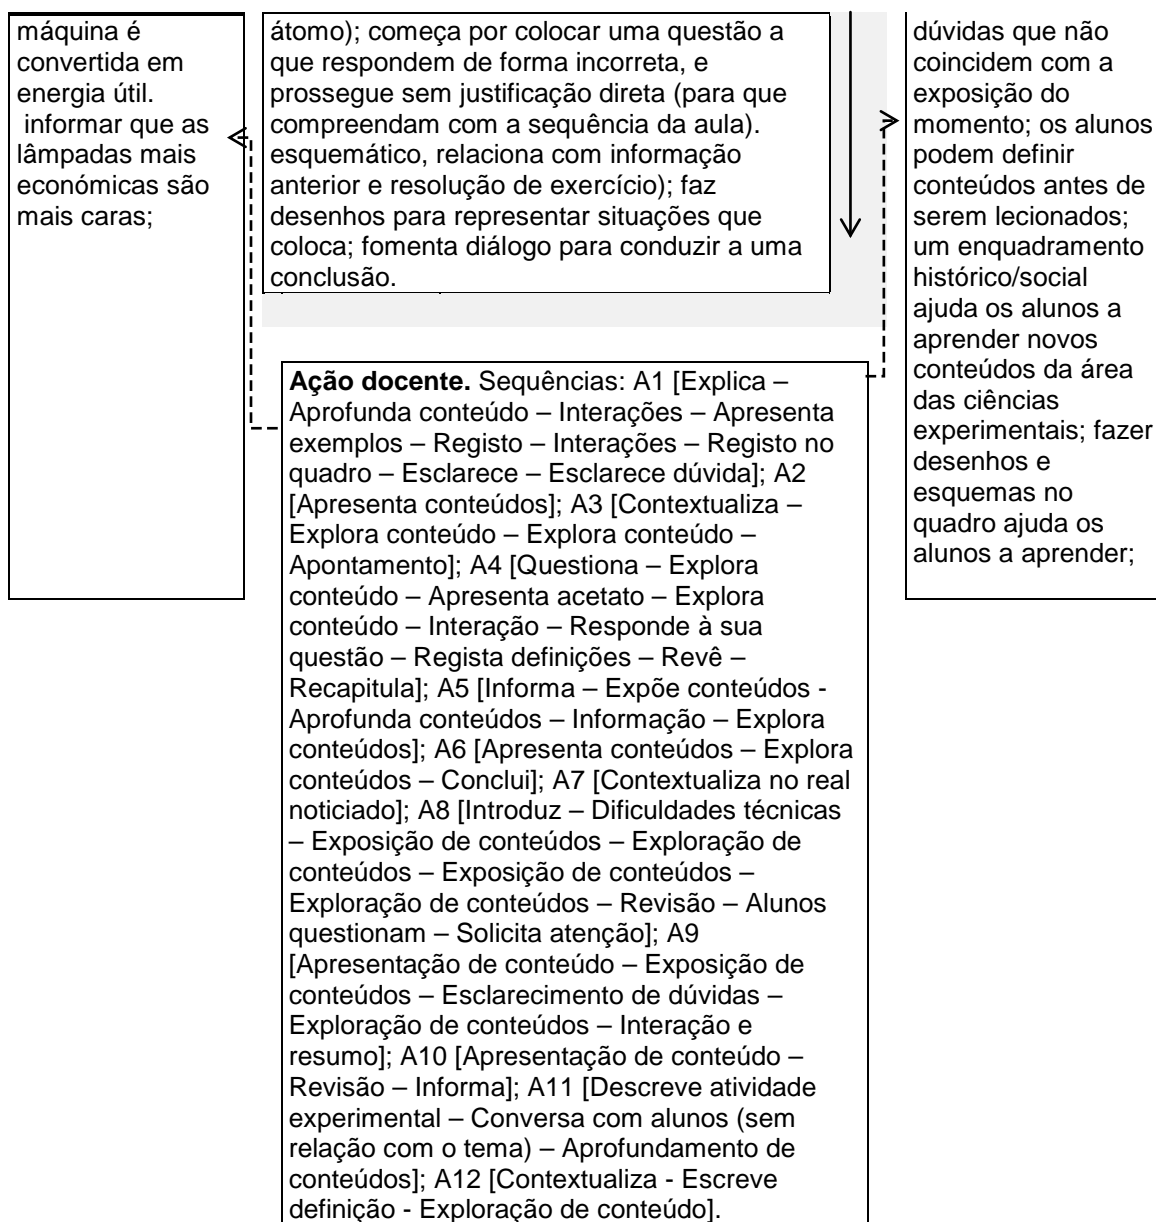 máquina é
convertida em
energia útil.
informar que as
lâmpadas mais
económicas são
mais caras;
átomo); começa por colocar uma questão a
que respondem de forma incorreta, e
prossegue sem justificação direta (para que
compreendam com a sequência da aula).
esquemático, relaciona com informação
anterior e resolução de exercício); faz
desenhos para representar situações que
coloca; fomenta diálogo para conduzir a uma
conclusão.
dúvidas que não
coincidem com a
exposição do
momento; os alunos
podem definir
conteúdos antes de
serem lecionados;
um enquadramento
histórico/social
ajuda os alunos a
aprender novos
conteúdos da área
das ciências
experimentais; fazer
desenhos e
esquemas no
quadro ajuda os
alunos a aprender;
Ação docente. Sequências: A1 [Explica –
Aprofunda conteúdo – Interações – Apresenta
exemplos – Registo – Interações – Registo no
quadro – Esclarece – Esclarece dúvida]; A2
[Apresenta conteúdos]; A3 [Contextualiza –
Explora conteúdo – Explora conteúdo –
Apontamento]; A4 [Questiona – Explora
conteúdo – Apresenta acetato – Explora
conteúdo – Interação – Responde à sua
questão – Regista definições – Revê –
Recapitula]; A5 [Informa – Expõe conteúdos -
Aprofunda conteúdos – Informação – Explora
conteúdos]; A6 [Apresenta conteúdos – Explora
conteúdos – Conclui]; A7 [Contextualiza no real
noticiado]; A8 [Introduz – Dificuldades técnicas
– Exposição de conteúdos – Exploração de
conteúdos – Exposição de conteúdos –
Exploração de conteúdos – Revisão – Alunos
questionam – Solicita atenção]; A9
[Apresentação de conteúdo – Exposição de
conteúdos – Esclarecimento de dúvidas –
Exploração de conteúdos – Interação e
resumo]; A10 [Apresentação de conteúdo –
Revisão – Informa]; A11 [Descreve atividade
experimental – Conversa com alunos (sem
relação com o tema) – Aprofundamento de
conteúdos]; A12 [Contextualiza - Escreve
definição - Exploração de conteúdo].